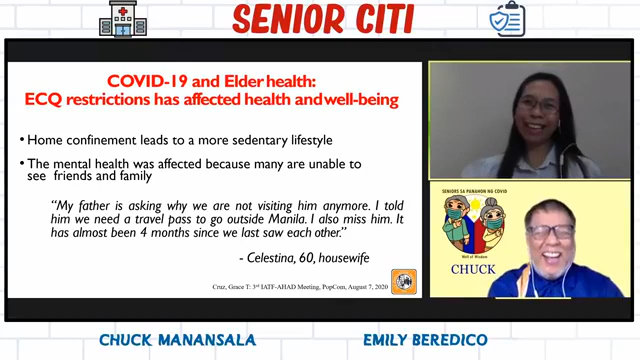 SENIOR CITI
COVID-19 and Elder health:
ECQ restrictions has affected health and well-being
• Home confinement leads to a more sedentary lifestyle
• The mental health was affected because many are unable to
see friends and family
“My father is asking why we are not visiting him anymore. I told
him we need a travel pass to go outside Manila. I also miss him. It
has almost been 4 months since we last saw each other.”
- Celestina, 60, housewife
Cruz, Grace T: 3rd IATF-AHAD Meeting, PopCom, August 7, 2020
SENIORS SA PANAHON NG COVID
Well of Wisdom
CHUCK
CHUCK MANANSALA
EMILY BEREDICO